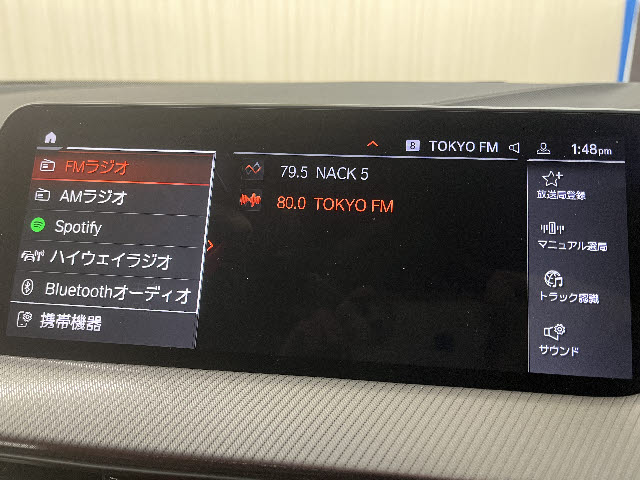 8 TOKYO FM 1:48pm
FMラジオ
AMラジオ
Spotify
ハイウェイラジオ
Bluetoothオーディオ
携帯機器
79.5 NACK 5
80.0 TOKYO FM
放送局登録
マニュアル選局
トラック認識
サウンド